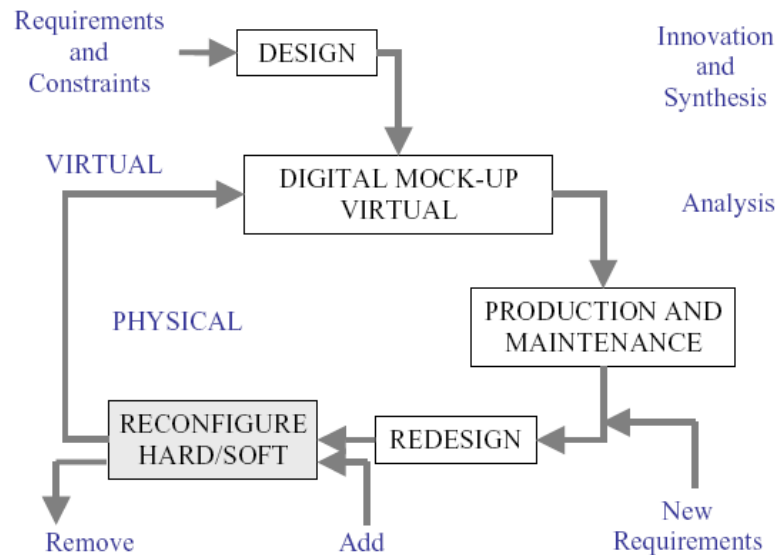 Requirements
and
Constraints
DESIGN
Innovation
and
Synthesis
VIRTUAL
DIGITAL MOCK-UP
VIRTUAL
Analysis
PHYSICAL
PRODUCTION AND
MAINTENANCE
RECONFIGURE
HARD/SOFT
REDESIGN
Remove
Add
New
Requirements